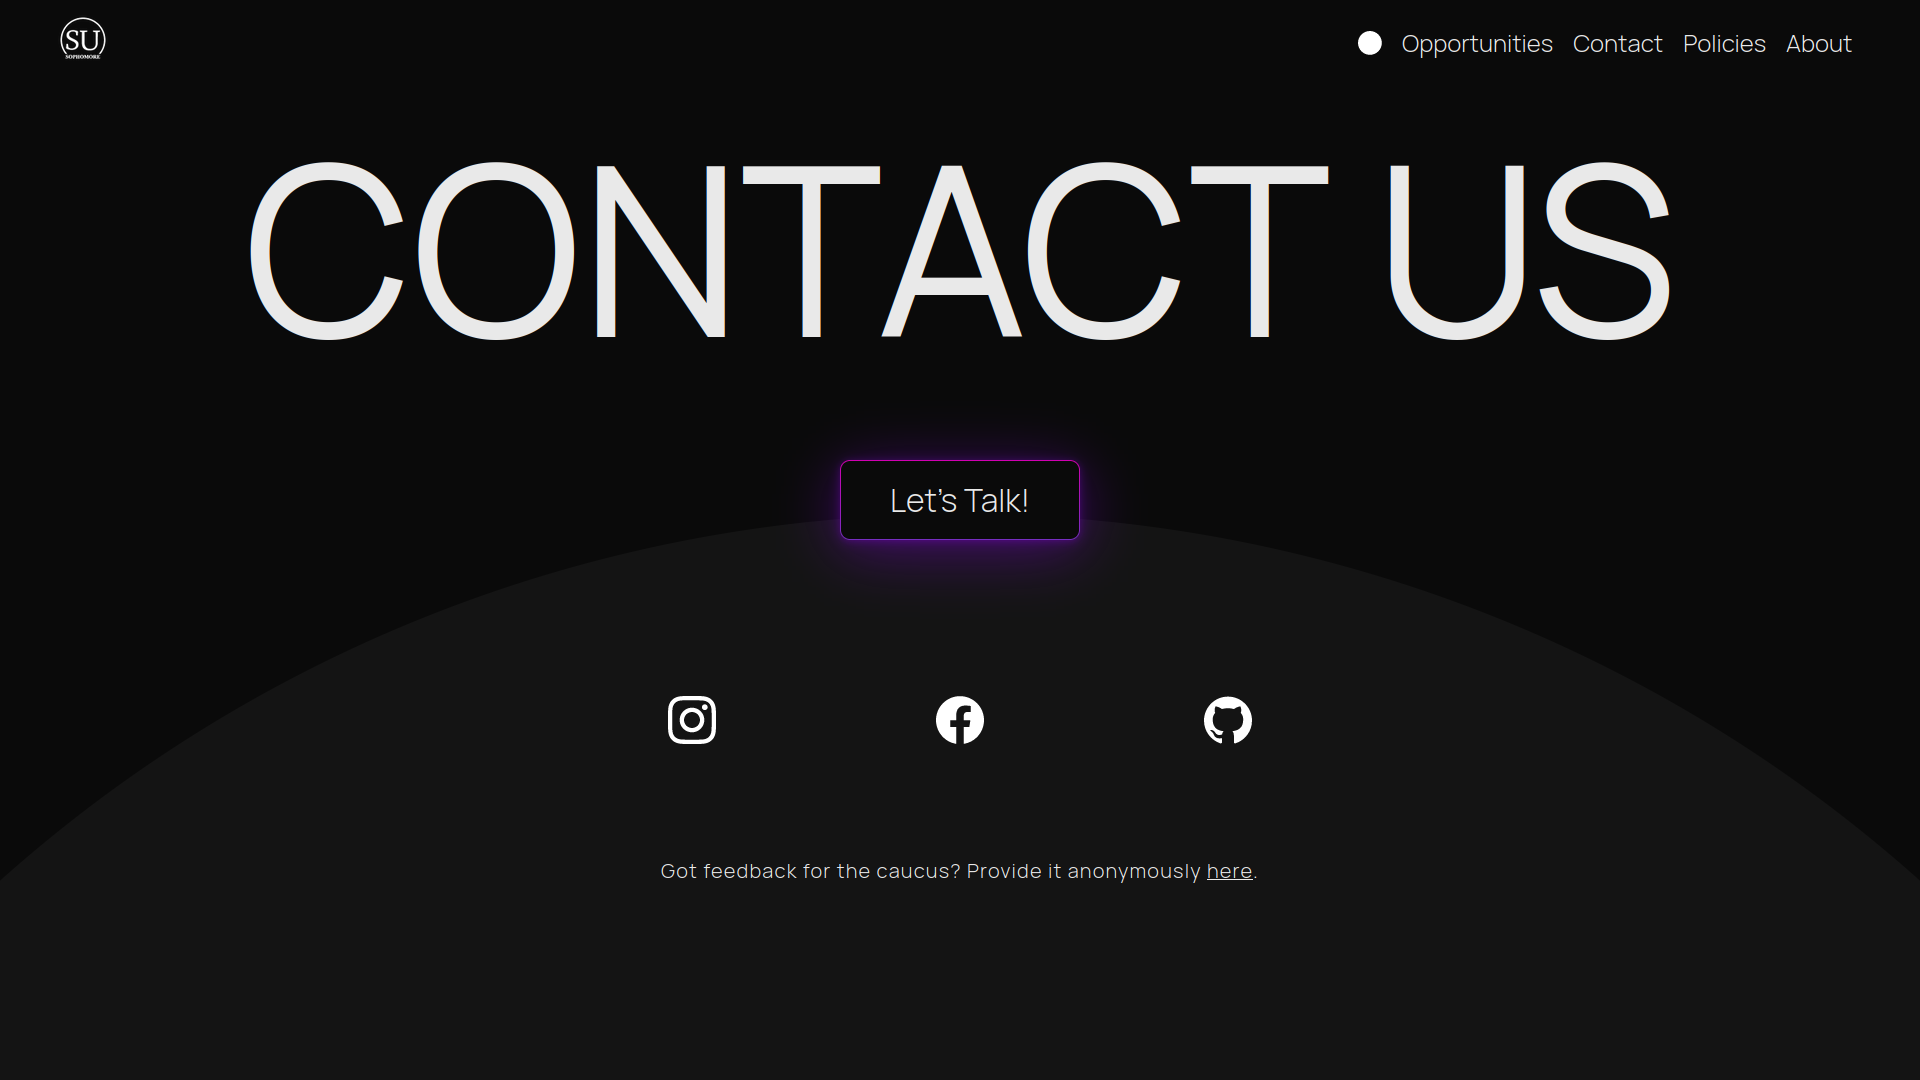 SU
SOPHOMORE
Opportunities Contact Policies About
CONTACT US
Let's Talk!
Got feedback for the caucus? Provide it anonymously here.